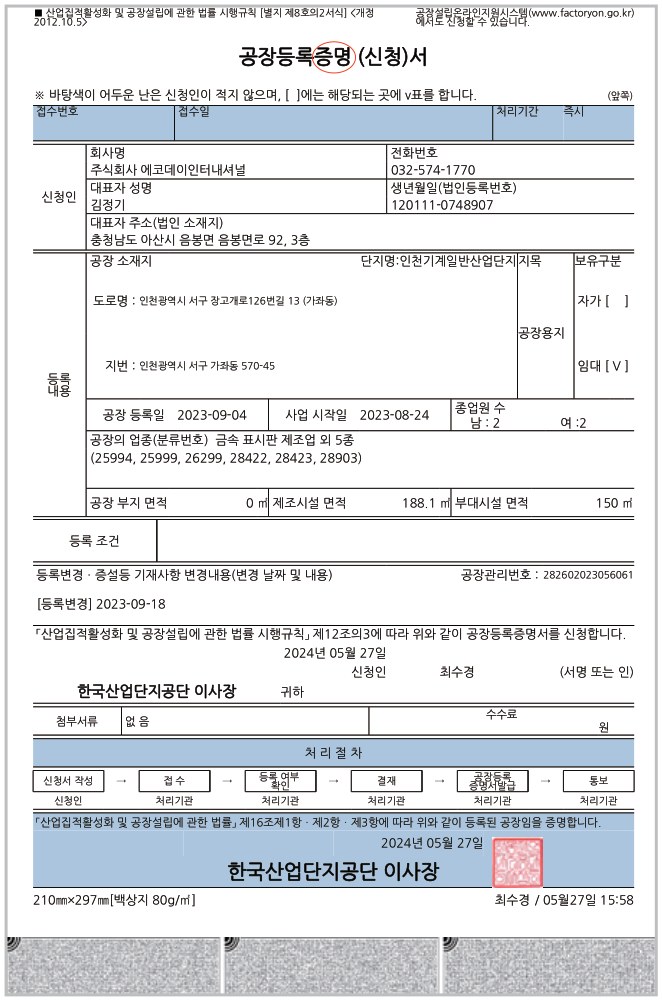 ■ 산업집적활성화 및 공장설립에 관한 법률 시행규칙 [별지 제8호의2서식] <개정 2012.10.5>
공장설립온라인지원시스템(www.factoryon.go.kr)
에서도 신청할 수 있습니다.
공장등록증명 (신청)서
※ 바탕색이 어두운 난은 신청인이 적지 않으며, [ ]에는 해당되는 곳에 v표를 합니다.
(앞쪽)
접수번호 접수일 처리기간 즉시
신청인
회사명 전화번호
주식회사 에코데이인터내셔널 032-574-1770
대표자 성명 생년월일(법인등록번호)
김정기 120111-0748907
대표자 주소(법인 소재지)
충청남도 아산시 음봉면 음봉면로 92, 3층
등록
내용
공장 소재지 단지명:인천기계일반산업단지 지목 보유구분
도로명 : 인천광역시 서구 장고개로126번길 13 (가좌동) 자가 [ ]
공장용지
지번 : 인천광역시 서구 가좌동 570-45 임대 [ V ]
공장 등록일 2023-09-04 사업 시작일 2023-08-24 종업원 수
남 : 2 여 :2
공장의 업종(분류번호) 금속 표시판 제조업 외 5종
(25994, 25999, 26299, 28422, 28423, 28903)
공장 부지 면적 0 ㎡ 제조시설 면적 188.1 ㎡ 부대시설 면적 150 ㎡
등록 조건
등록변경ㆍ증설등 기재사항 변경내용(변경 날짜 및 내용) 공장관리번호 : 282602023056061
[등록변경] 2023-09-18
「산업집적활성화 및 공장설립에 관한 법률 시행규칙」 제12조의3에 따라 위와 같이 공장등록증명서를 신청합니다.
2024년 05월 27일
신청인 최수경 (서명 또는 인)
한국산업단지공단 이사장 귀하
첨부서류 없 음 수수료
원
처 리 절 차
신청서 작성 → 접 수 → 등록 여부 확인 → 결재 → 공장등록 증명서발급 → 통보
신청인 처리기관 처리기관 처리기관 처리기관 처리기관
「산업집적활성화 및 공장설립에 관한 법률」 제16조제1항ㆍ제2항ㆍ제3항에 따라 위와 같이 등록된 공장임을 증명합니다.
2024년 05월 27일
한국산업단지공단 이사장
210㎜×297㎜[백상지 80g/㎡] 최수경 / 05월27일 15:58